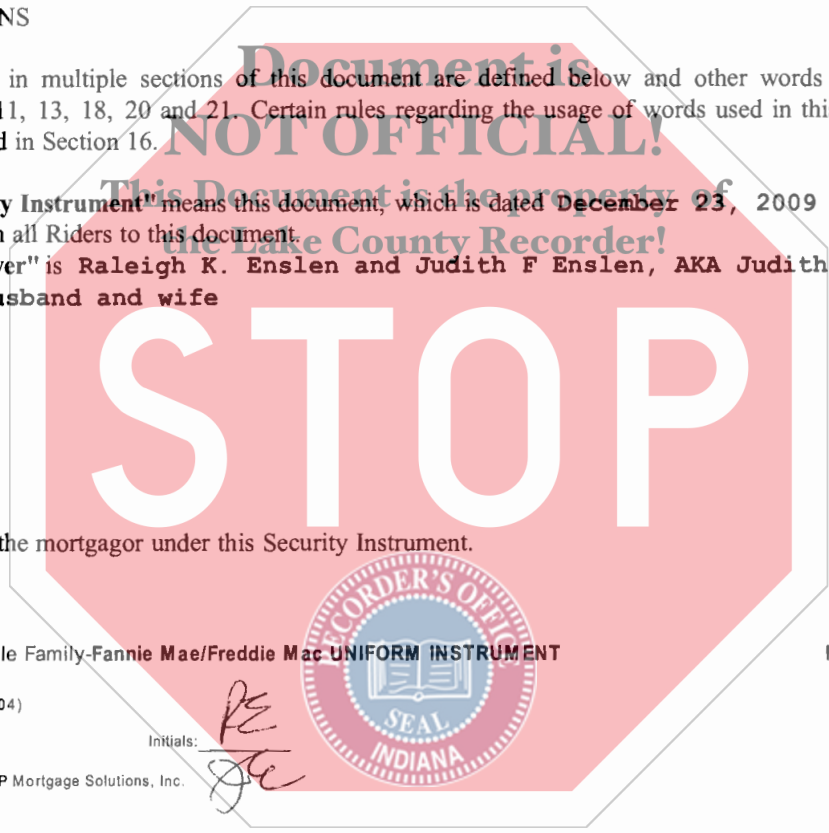 NS
Document is
in multiple sections of this document are defined below and other words
11, 13, 18, 20 and 21. Certain rules regarding the usage of words used in thi
d in Section 16.
NOT OFFICIAL!
This Document is the property of
y Instrument" means this document, which is dated December 23, 2009
n all Riders to this document.
the Lake County Recorder!
ver" is Raleigh K. Enslen and Judith F Enslen, AKA Judith
usband and wife
STOP
the mortgagor under this Security Instrument.
RECORDER'S OFFICE
SEAL
INDIANA
le Family-Fannie Mae/Freddie Mac UNIFORM INSTRUMENT
04)
Initials:
P Mortgage Solutions, Inc.